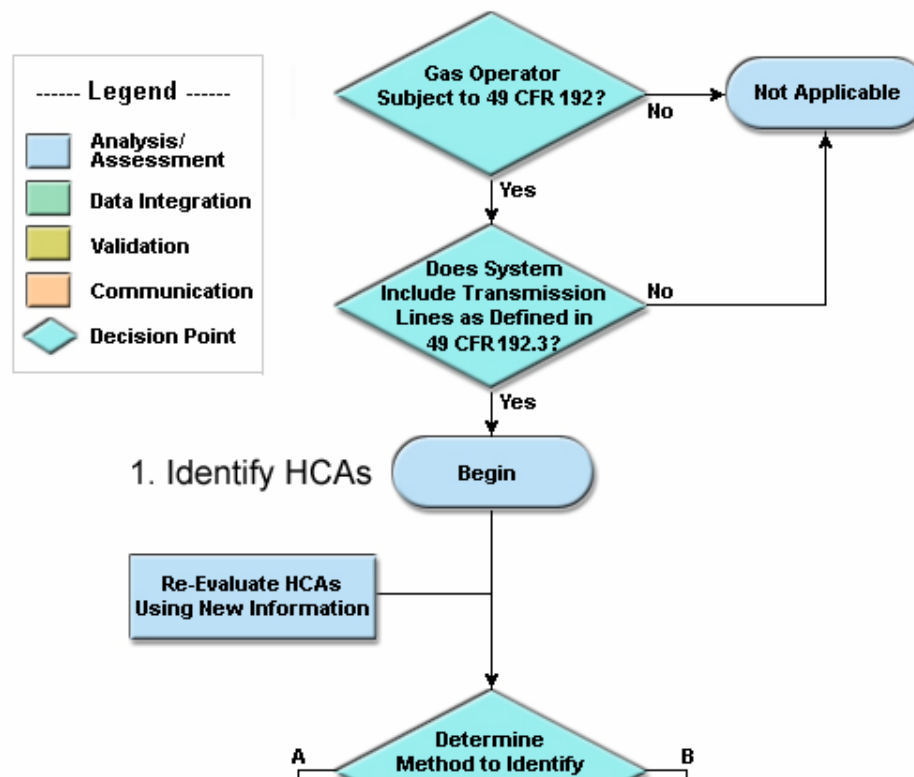 ------ Legend ------
Analysis/
Assessment
Data Integration
Validation
Communication
Decision Point
Gas Operator
Subject to 49 CFR 192?
No
Not Applicable
Yes
Does System
Include Transmission
Lines as Defined in
49 CFR 192.3?
No
Yes
1. Identify HCAs
Begin
Re-Evaluate HCAs
Using New Information
A
Determine
Method to Identify
B